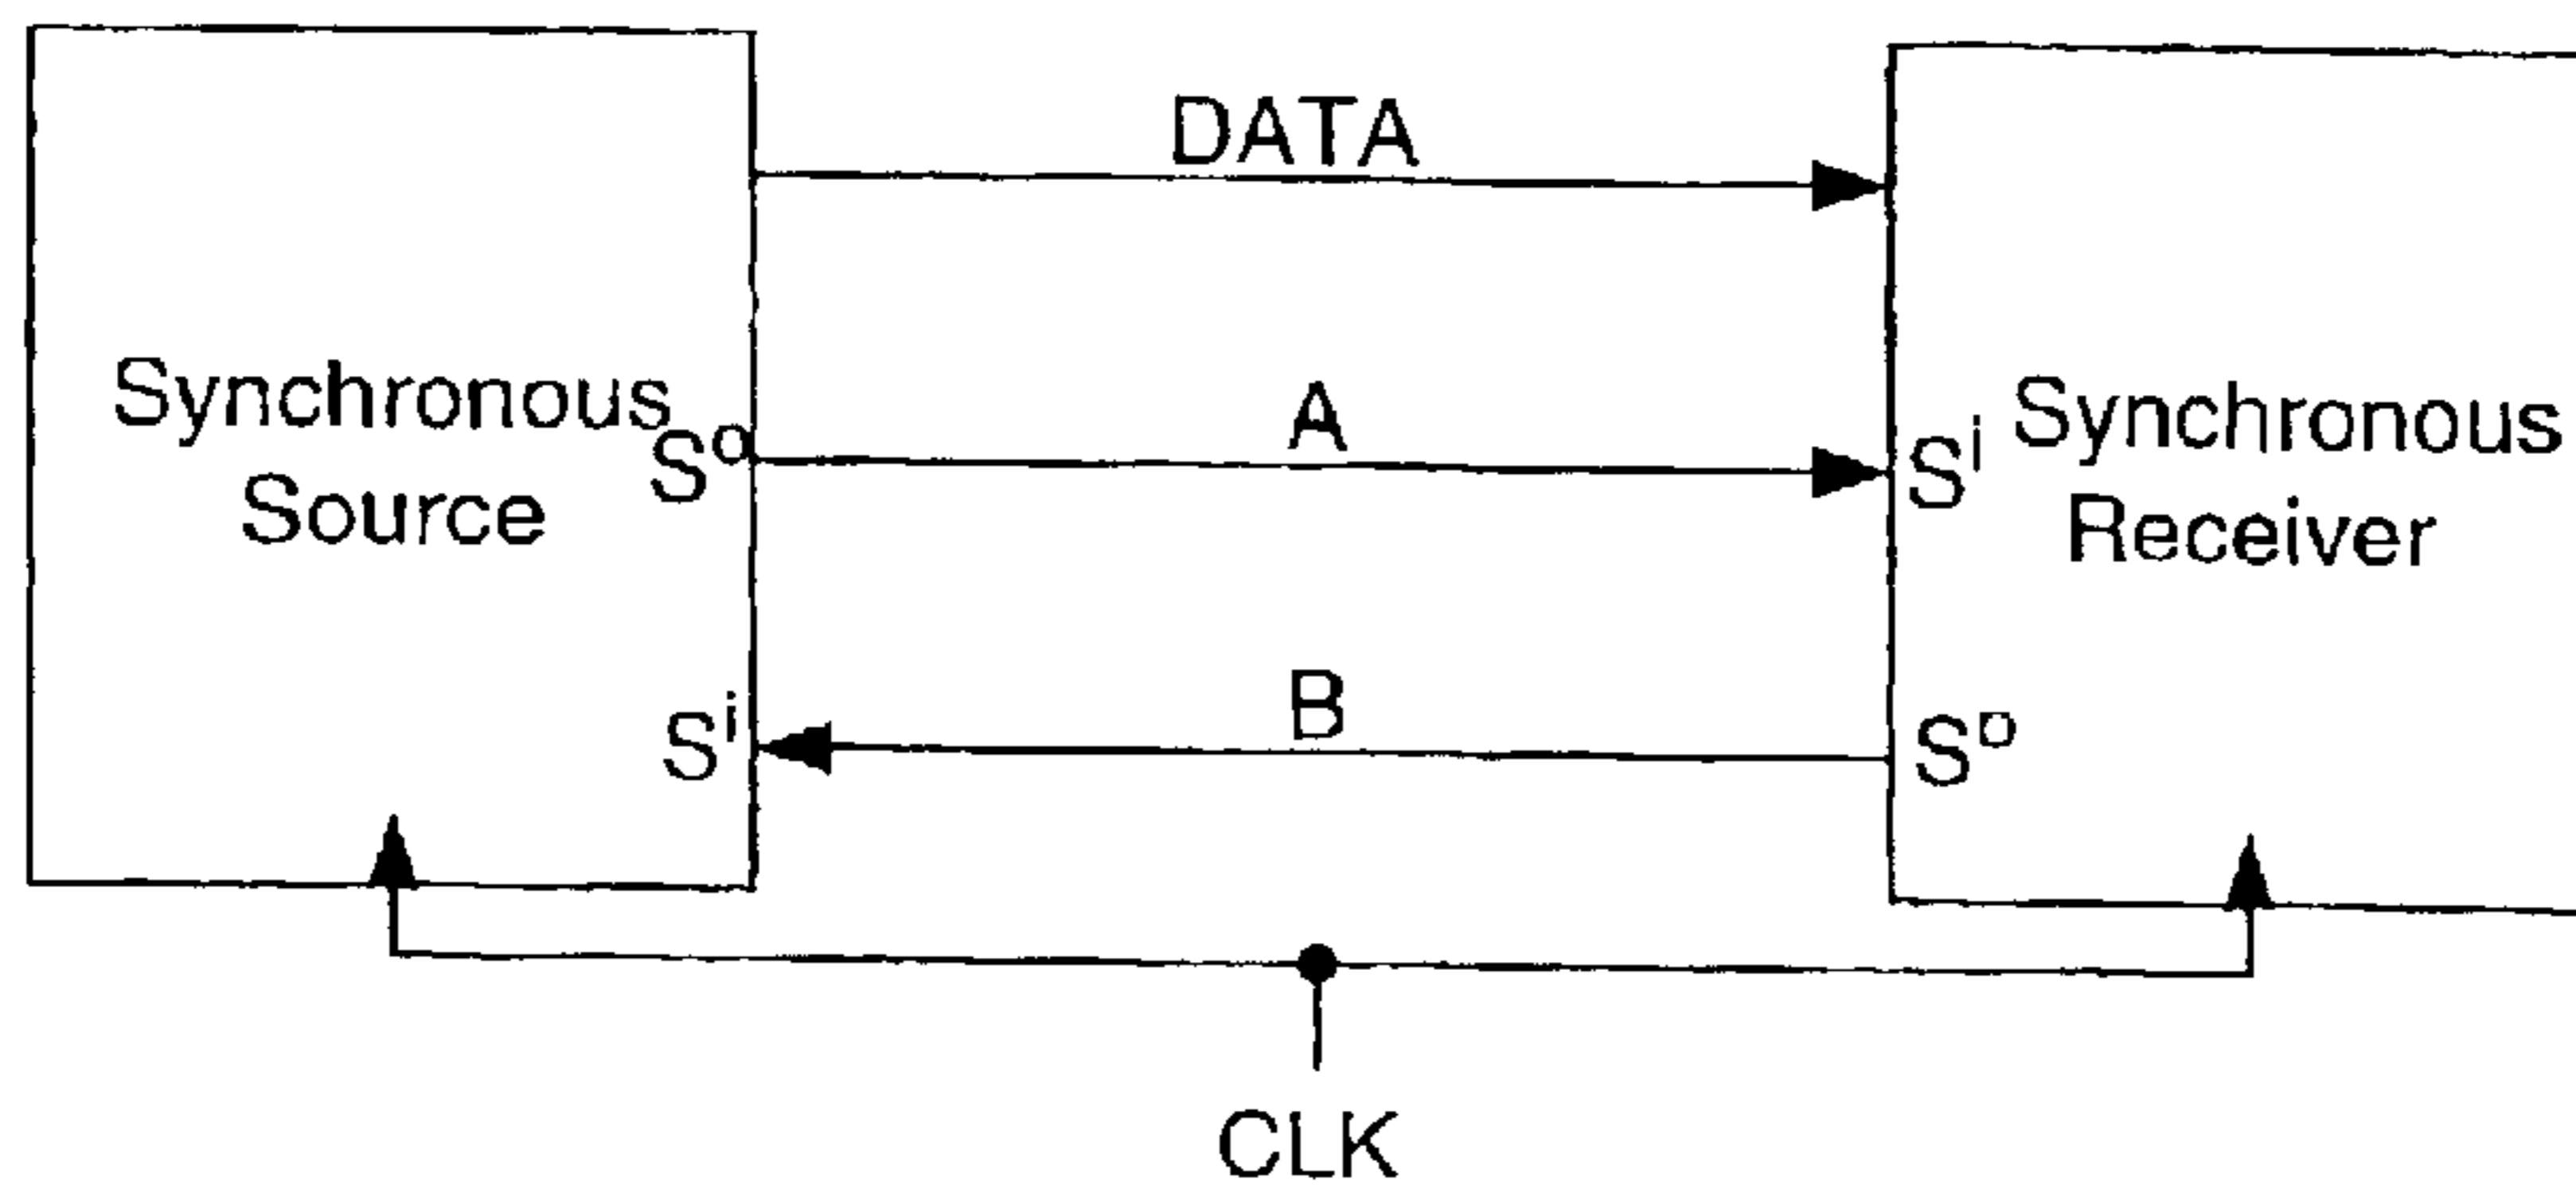 DATA
Synchronous
Source
S^o
A
S^i
Synchronous
Receiver
S^i
B
S^o
CLK